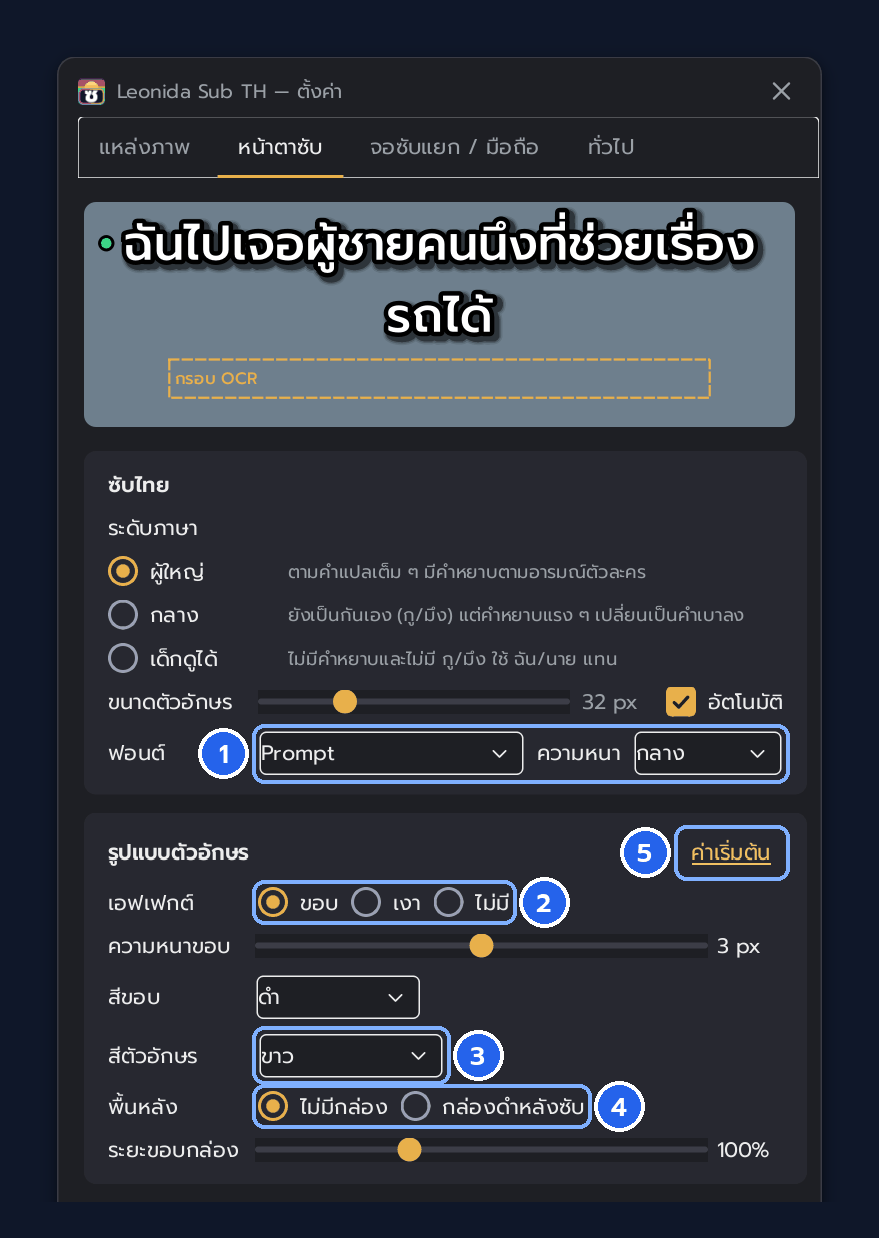 Leonida Sub TH — ตั้งค่า
แหล่งภาพ หน้าตาซับ จอซับแยก / มือถือ ทั่วไป
ฉันไปเจอผู้ชายคนนึงที่ช่วยเรื่อง
รถได้
กรอบ OCR
ซับไทย
ระดับภาษา
ผู้ใหญ่ ตามคำแปลเต็ม ๆ มีคำหยาบตามอารมณ์ตัวละคร
กลาง ยังเป็นกันเอง (กู/มึง) แต่คำหยาบแรง ๆ เปลี่ยนเป็นคำเบาลง
เด็กดูได้ ไม่มีคำหยาบและไม่มี กู/มึง ใช้ ฉัน/นาย แทน
ขนาดตัวอักษร 32 px อัตโนมัติ
ฟอนต์ 1 Prompt ความหนา กลาง
รูปแบบตัวอักษร 5 ค่าเริ่มต้น
เอฟเฟกต์ ขอบ เงา ไม่มี 2
ความหนาขอบ 3 px
สีขอบ ดำ
สีตัวอักษร ขาว 3
พื้นหลัง ไม่มีกล่อง กล่องดำหลังซับ 4
ระยะขอบกล่อง 100%